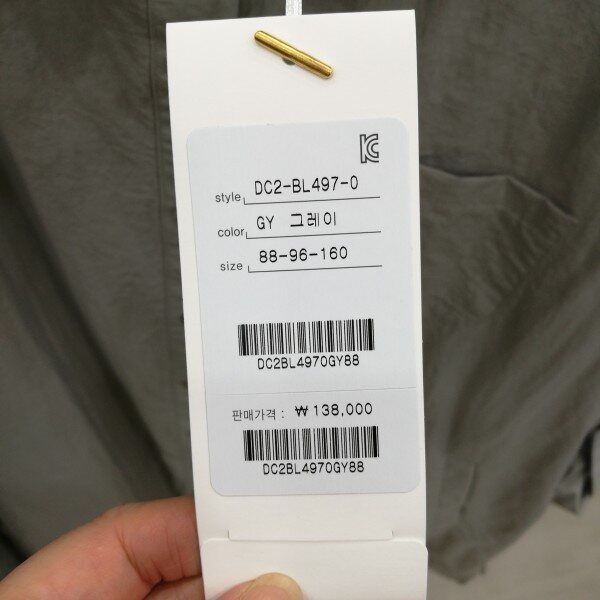 KC
style DC2-BL497-0
color GY 그레이
size 88-96-160
DC2BL4970GY88
판매가격 : ₩ 138,000
DC2BL4970GY88